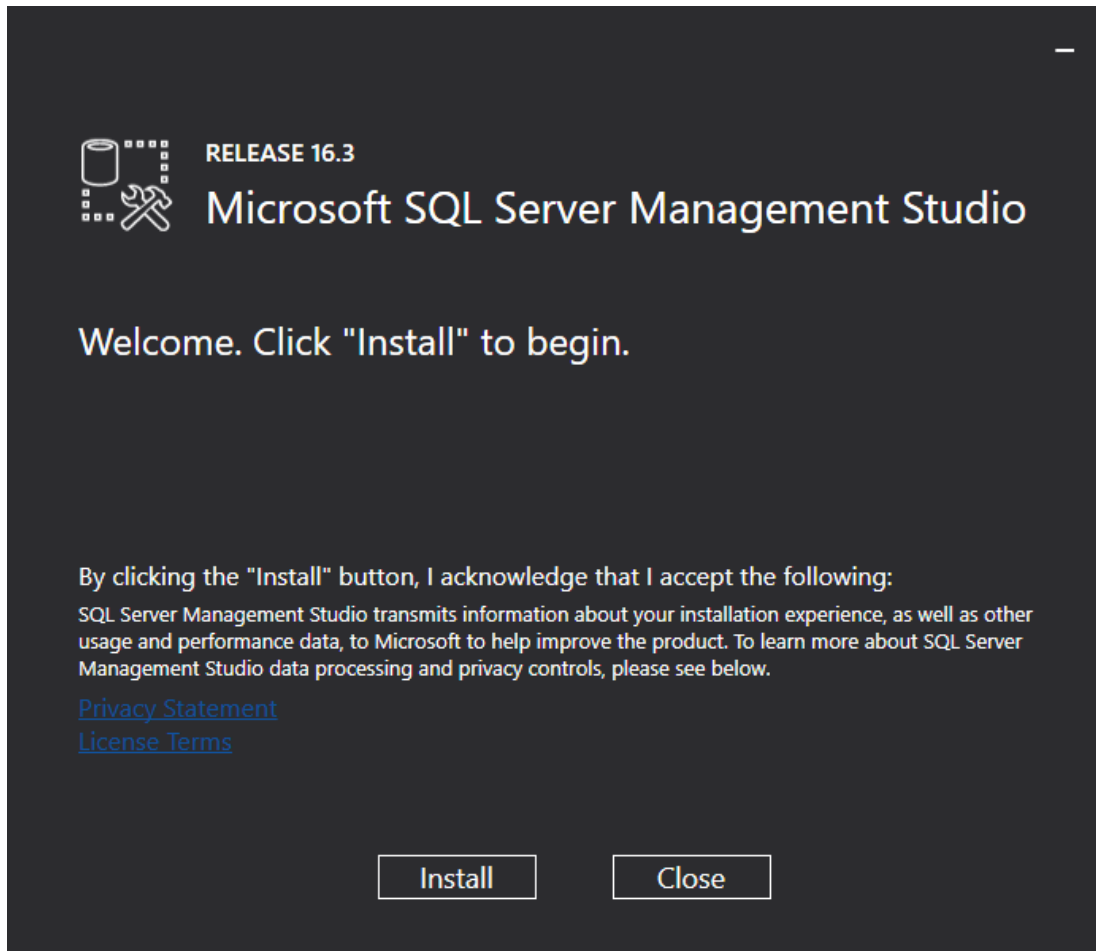 RELEASE 16.3
Microsoft SQL Server Management Studio
Welcome. Click "Install" to begin.
By clicking the "Install" button, I acknowledge that I accept the following:
SQL Server Management Studio transmits information about your installation experience, as well as other
usage and performance data, to Microsoft to help improve the product. To learn more about SQL Server
Management Studio data processing and privacy controls, please see below.
Privacy Statement
License Terms
Install
Close